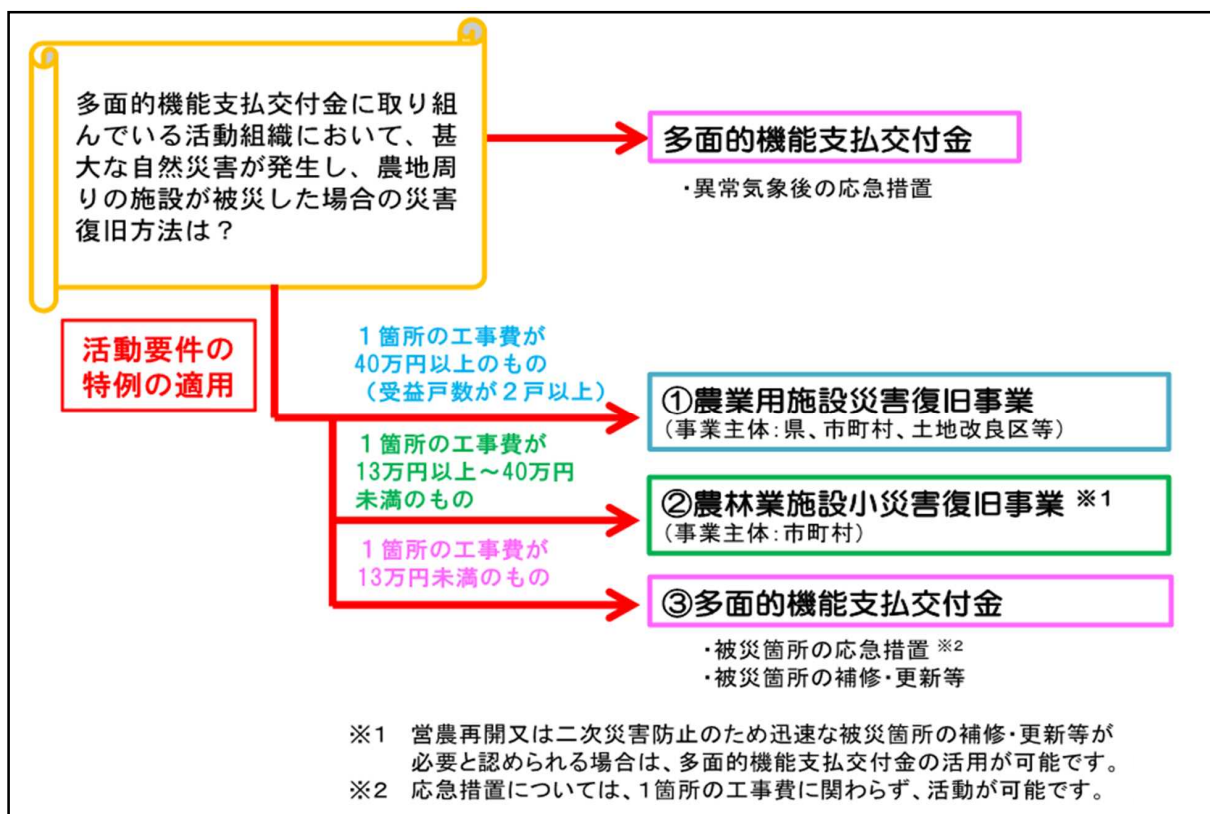 多面的機能支払交付金に取り組
んでいる活動組織において、甚
大な自然災害が発生し、農地周
りの施設が被災した場合の災害
復旧方法は？
多面的機能支払交付金
・異常気象後の応急措置
活動要件の
特例の適用
１箇所の工事費が
40万円以上のもの
（受益戸数が２戸以上）
①農業用施設災害復旧事業
（事業主体：県、市町村、土地改良区等）
１箇所の工事費が
13万円以上～40万円
未満のもの
②農林業施設小災害復旧事業 ※1
（事業主体：市町村）
１箇所の工事費が
13万円未満のもの
③多面的機能支払交付金
・被災箇所の応急措置 ※2
・被災箇所の補修・更新等
※１　営農再開又は二次災害防止のため迅速な被災箇所の補修・更新等が
必要と認められる場合は、多面的機能支払交付金の活用が可能です。
※２　応急措置については、１箇所の工事費に関わらず、活動が可能です。